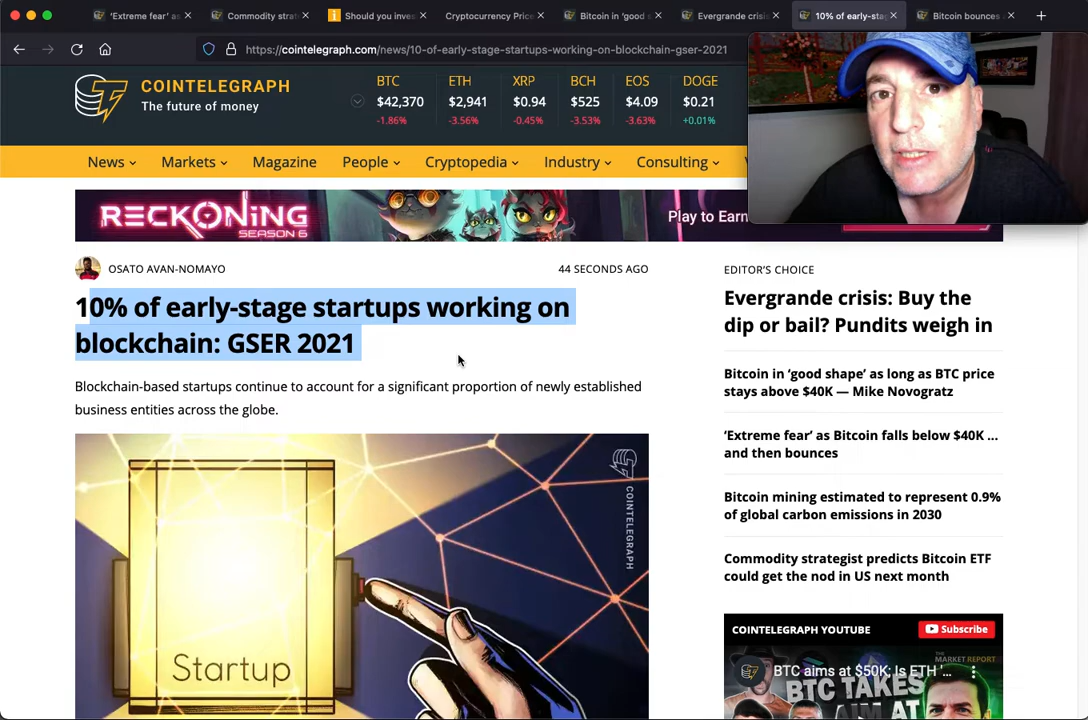 ‘Extreme fear’ as
Commodity strat
Should you inves
Cryptocurrency Price
Bitcoin in ‘good s
Evergrande crisis
10% of early-stag
Bitcoin bounces
https://cointelegraph.com/news/10-of-early-stage-startups-working-on-blockchain-gser-2021
COINTELEGRAPH
The future of money
BTC ETH XRP BCH EOS DOGE
$42,370 $2,941 $0.94 $525 $4.09 $0.21
-1.86% -3.56% -0.45% -3.53% -3.63% +0.01%
News Markets Magazine People Cryptopedia Industry Consulting
RECKONING
SEASON 6
Play to Earn
OSATO AVAN-NOMAYO
44 SECONDS AGO
10% of early-stage startups working on
blockchain: GSER 2021
Blockchain-based startups continue to account for a significant proportion of newly established
business entities across the globe.
COINTELEGRAPH
Startup
EDITOR’S CHOICE
Evergrande crisis: Buy the
dip or bail? Pundits weigh in
Bitcoin in ‘good shape’ as long as BTC price
stays above $40K — Mike Novogratz
‘Extreme fear’ as Bitcoin falls below $40K ...
and then bounces
Bitcoin mining estimated to represent 0.9%
of global carbon emissions in 2030
Commodity strategist predicts Bitcoin ETF
could get the nod in US next month
COINTELEGRAPH YOUTUBE
Subscribe
THE
MARKET REPORT
BTC aims at $50K; Is ETH '...
BTC TAKES
AIM AT